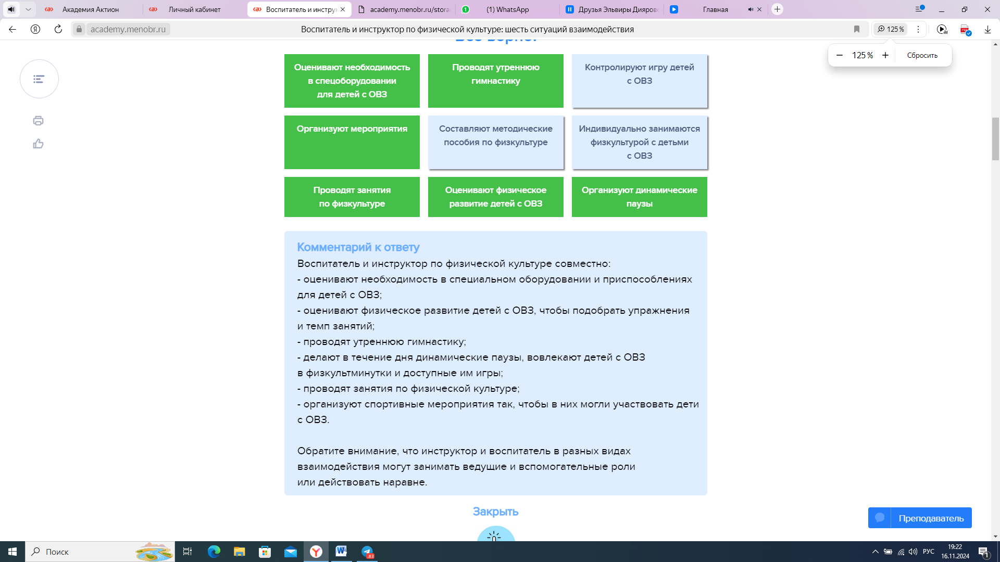 Академия Актион
Личный кабинет
Воспитатель и инструк
academy.menobr.ru/stora
1
(1) WhatsApp
Друзья Эльвиры Дияров
Главная
Я
academy.menobr.ru
Воспитатель и инструктор по физической культуре: шесть ситуаций взаимодействия
125 %
125 %
Сбросить
Все верно!
Оценивают необходимость
в спецоборудовании
для детей с ОВЗ
Проводят утреннюю
гимнастику
Контролируют игру детей
с ОВЗ
Организуют мероприятия
Составляют методические
пособия по физкультуре
Индивидуально занимаются
физкультурой с детьми
с ОВЗ
Проводят занятия
по физкультуре
Оценивают физическое
развитие детей с ОВЗ
Организуют динамические
паузы
Комментарий к ответу
Воспитатель и инструктор по физической культуре совместно:
- оценивают необходимость в специальном оборудовании и приспособлениях
для детей с ОВЗ;
- оценивают физическое развитие детей с ОВЗ, чтобы подобрать упражнения
и темп занятий;
- проводят утреннюю гимнастику;
- делают в течение дня динамические паузы, вовлекают детей с ОВЗ
в физкультминутки и доступные им игры;
- проводят занятия по физической культуре;
- организуют спортивные мероприятия так, чтобы в них могли участвовать дети
с ОВЗ.
Обратите внимание, что инструктор и воспитатель в разных видах
взаимодействия могут занимать ведущие и вспомогательные роли
или действовать наравне.
Закрыть
Преподаватель
Поиск
.83
РУС
19:22
16.11.2024
1